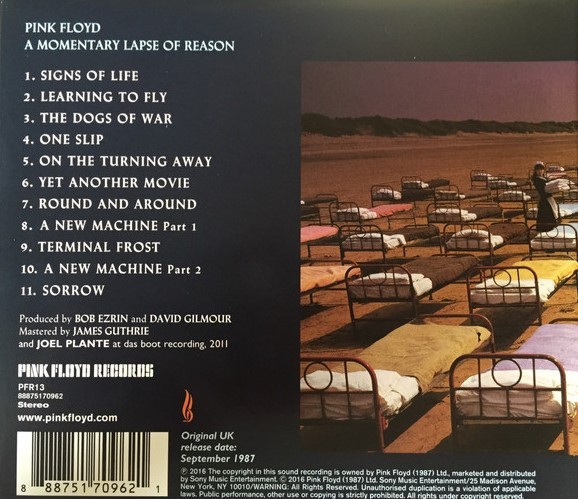 PINK FLOYD
A MOMENTARY LAPSE OF REASON
1. SIGNS OF LIFE
2. LEARNING TO FLY
3. THE DOGS OF WAR
4. ONE SLIP
5. ON THE TURNING AWAY
6. YET ANOTHER MOVIE
7. ROUND AND AROUND
8. A NEW MACHINE Part 1
9. TERMINAL FROST
10. A NEW MACHINE Part 2
11. SORROW
Produced by BOB EZRIN and DAVID GILMOUR
Mastered by JAMES GUTHRIE
and JOEL PLANTE at das boot recording, 2011
PINK FLOYD RECORDS
PFR13
88875170962
Stereo
www.pinkfloyd.com
Original UK
release date:
September 1987
8 88751 70962 1
℗ 2016 The copyright in this sound recording is owned by Pink Floyd (1987) Ltd., marketed and distributed
by Sony Music Entertainment. © 2016 Pink Floyd (1987) Ltd. Sony Music Entertainment/25 Madison Avenue,
New York, NY 10010/WARNING: All Rights Reserved. Unauthorised duplication is a violation of applicable
laws. Public performance, other use or copying is strictly prohibited. All rights under copyright reserved.